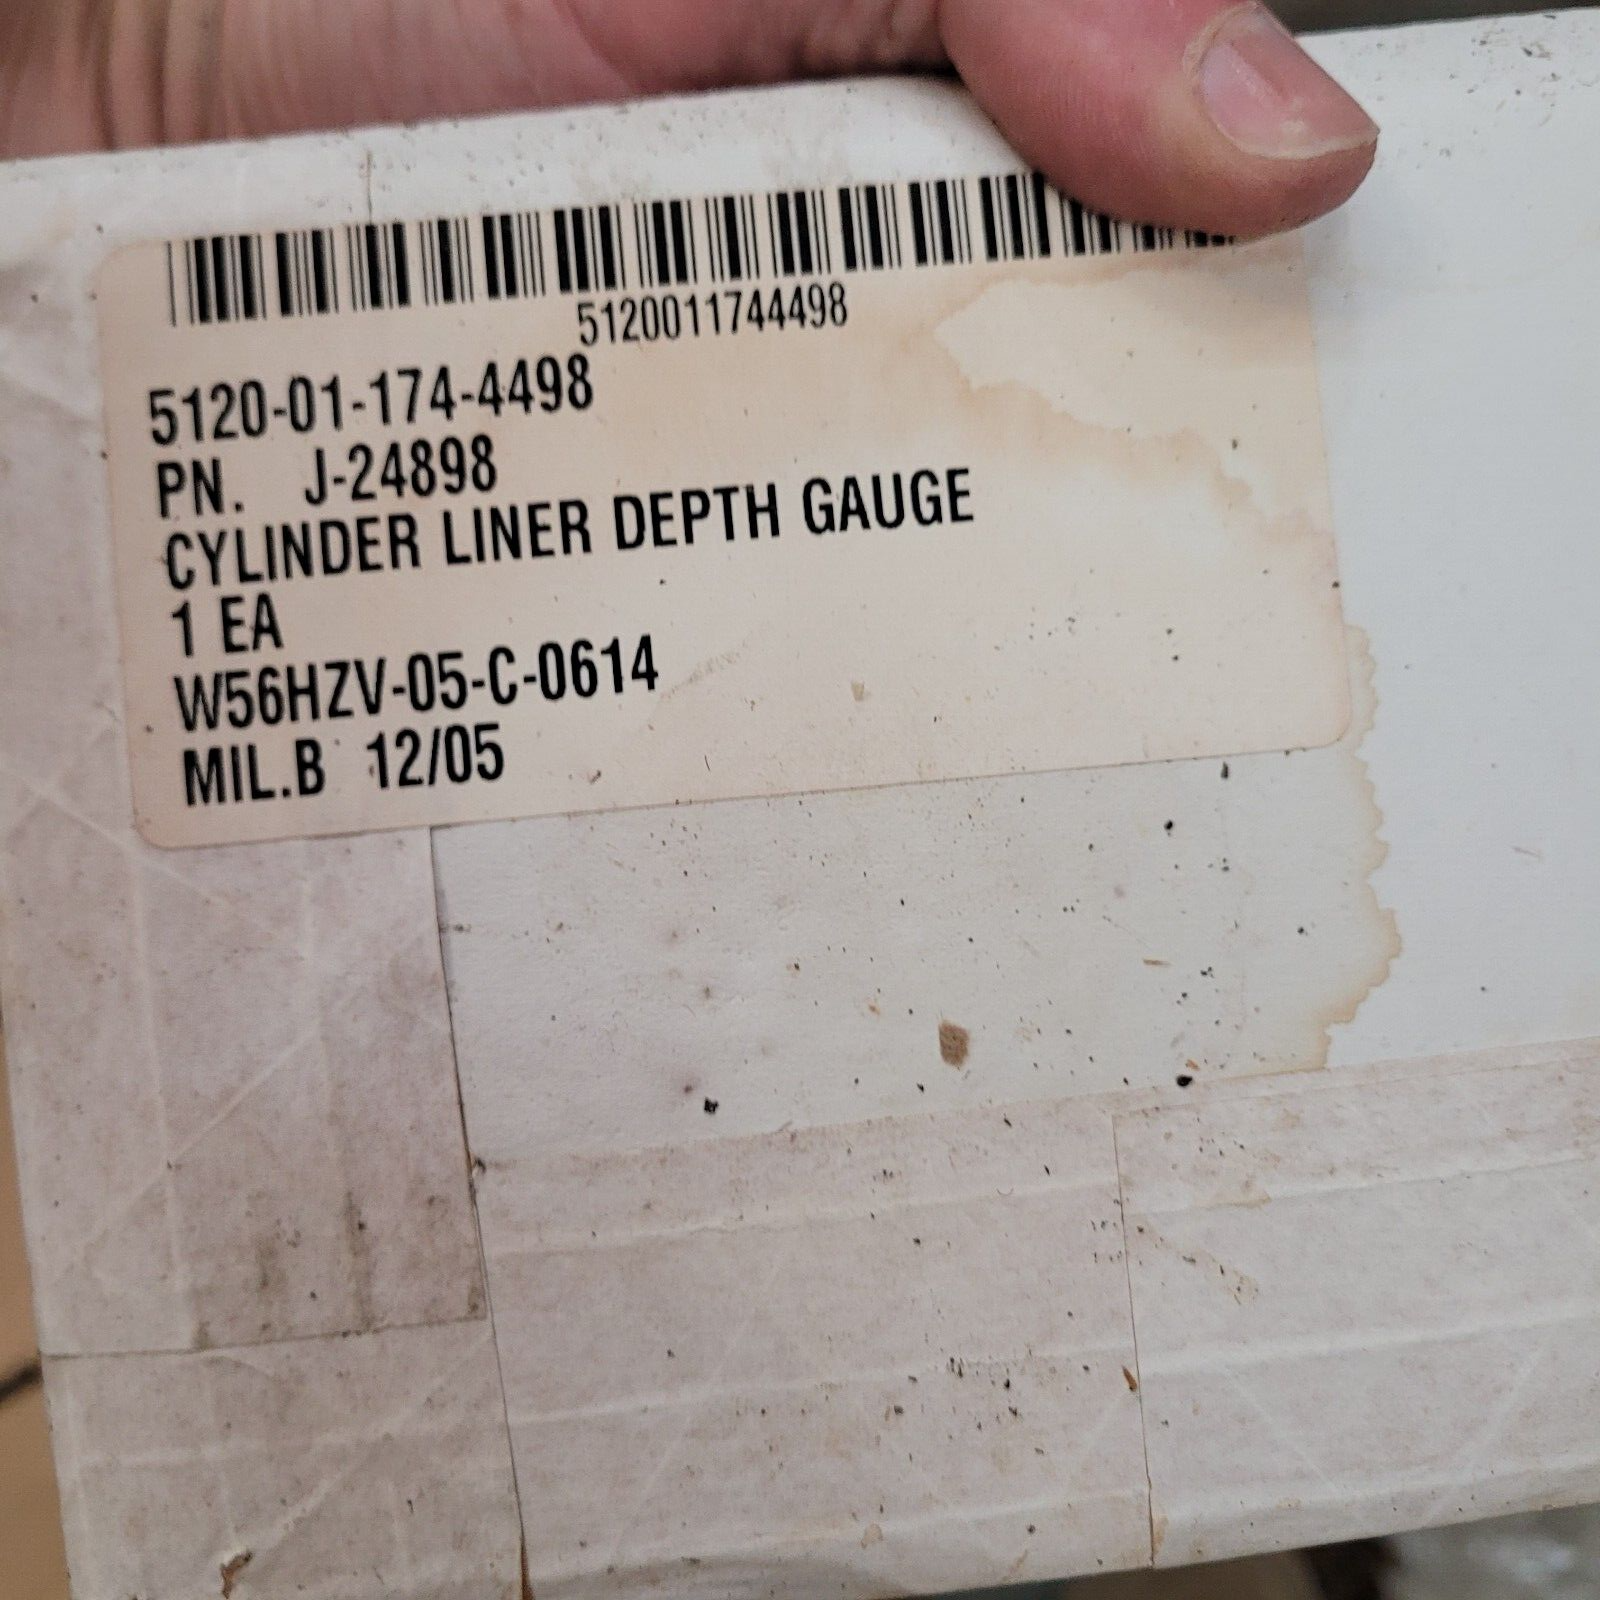 5120011744498
5120-01-174-4498
PN. J-24898
CYLINDER LINER DEPTH GAUGE
1 EA
W56HZV-05-C-0614
MIL.B 12/05